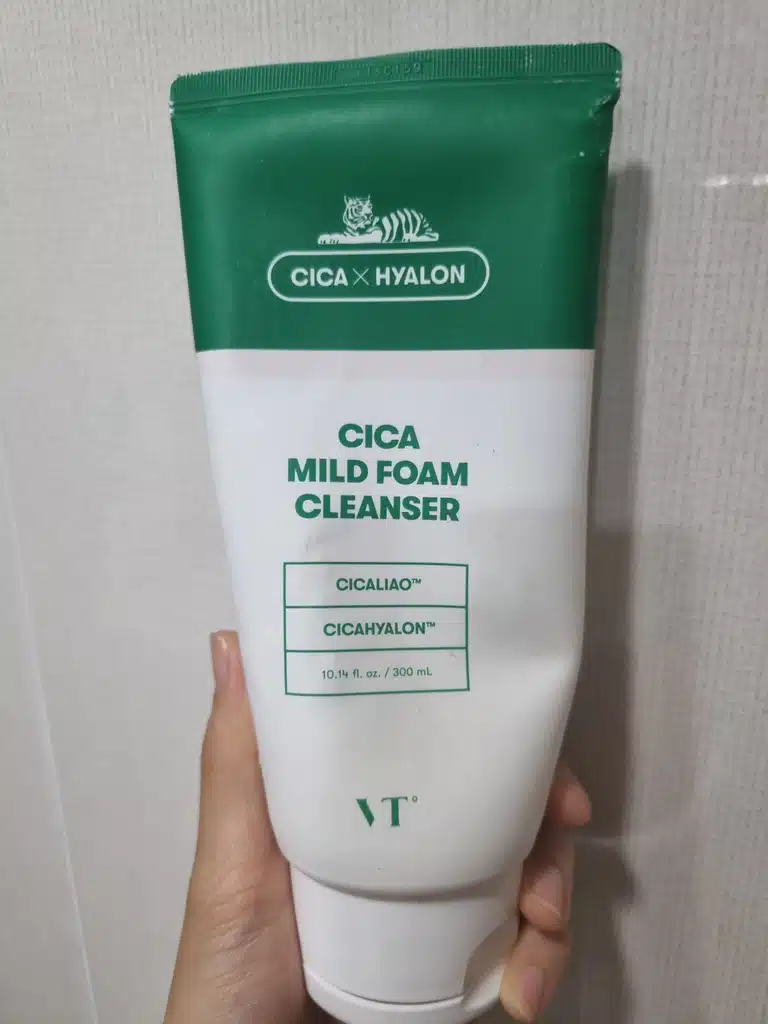 CICA × HYALON
CICA
MILD FOAM
CLEANSER
CICALIAO™
CICAHYALON™
10.14 fl. oz. / 300 mL
VT°